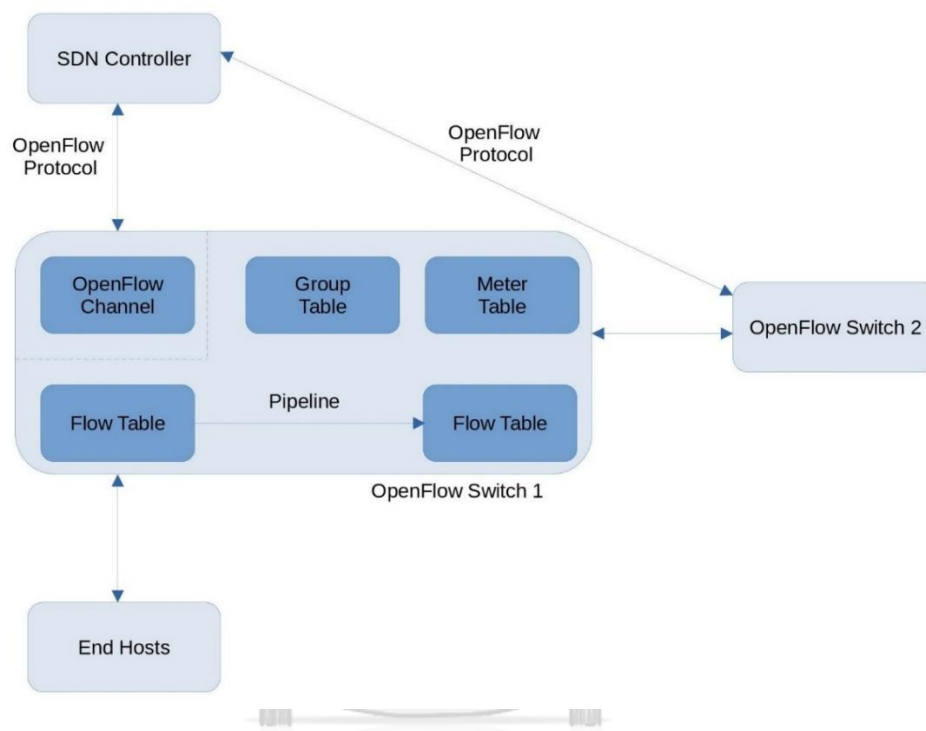 SDN Controller
OpenFlow
Protocol
OpenFlow
Protocol
OpenFlow
Channel
Group
Table
Meter
Table
OpenFlow Switch 2
Flow Table
Pipeline
Flow Table
OpenFlow Switch 1
End Hosts